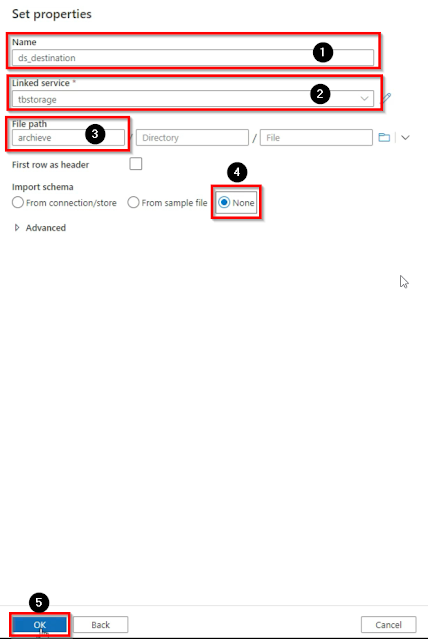 Set properties
Name
1
ds_destination
Linked service *
2
tbstorage
File path
archieve / Directory / File
3
First row as header
4
Import schema
From connection/store From sample file None
Advanced
5
OK Back Cancel